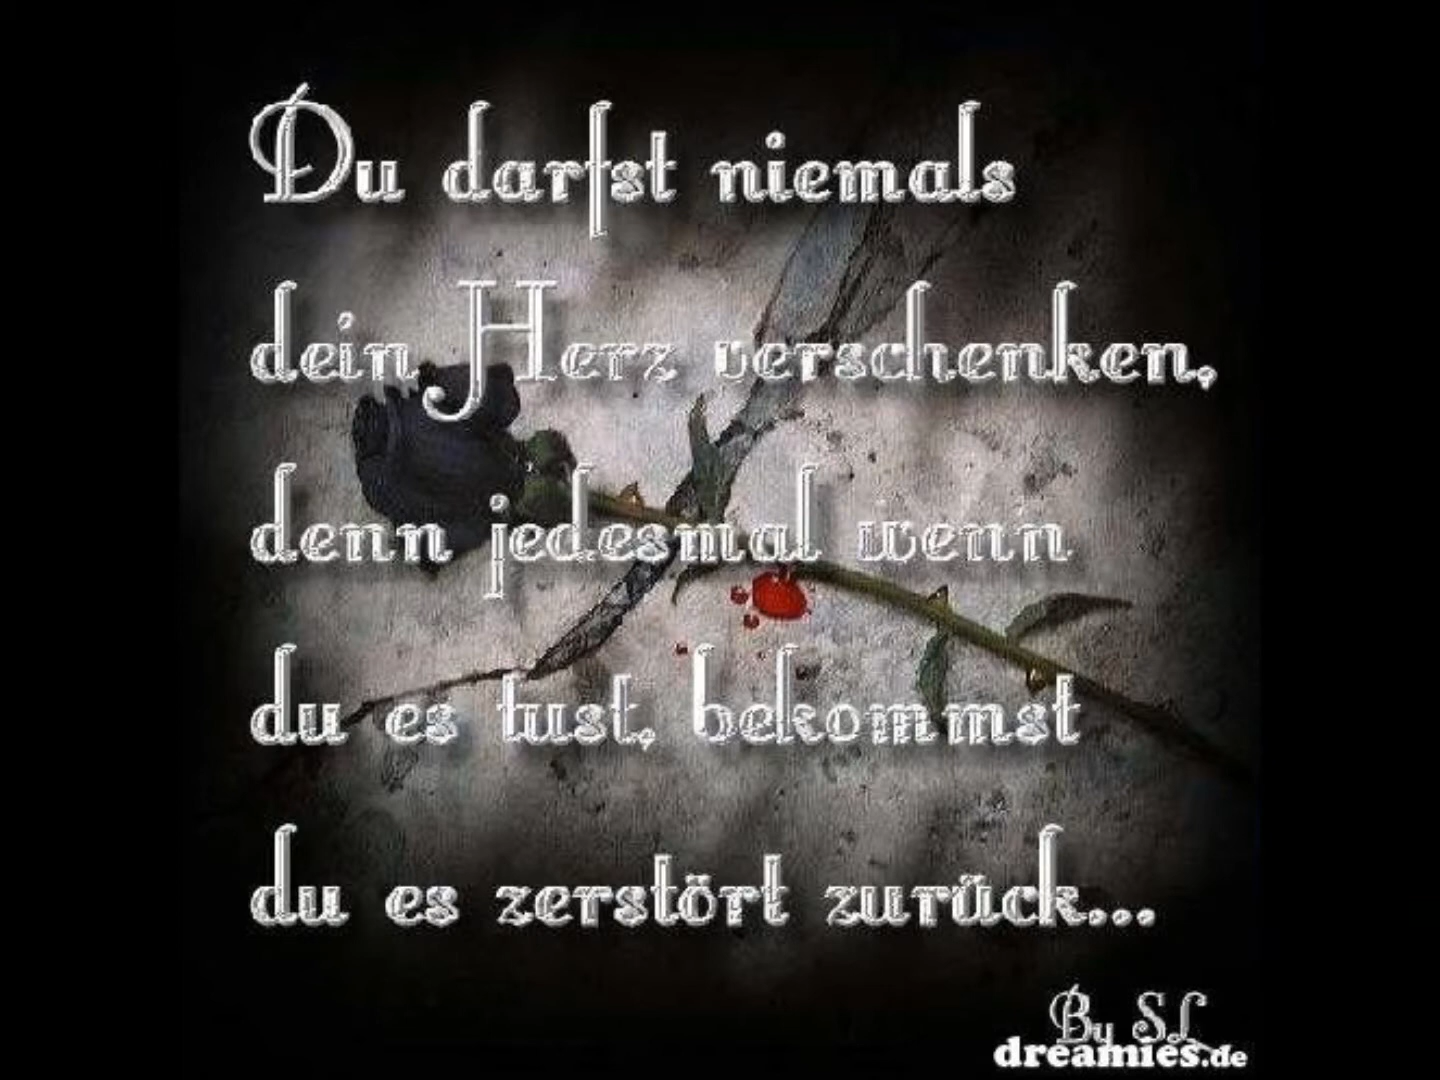 Du darfst niemals
dein Herz verschenken,
denn jedesmal wenn
du es tust, bekommst
du es zerstört zurück...
By SL
dreamies.de